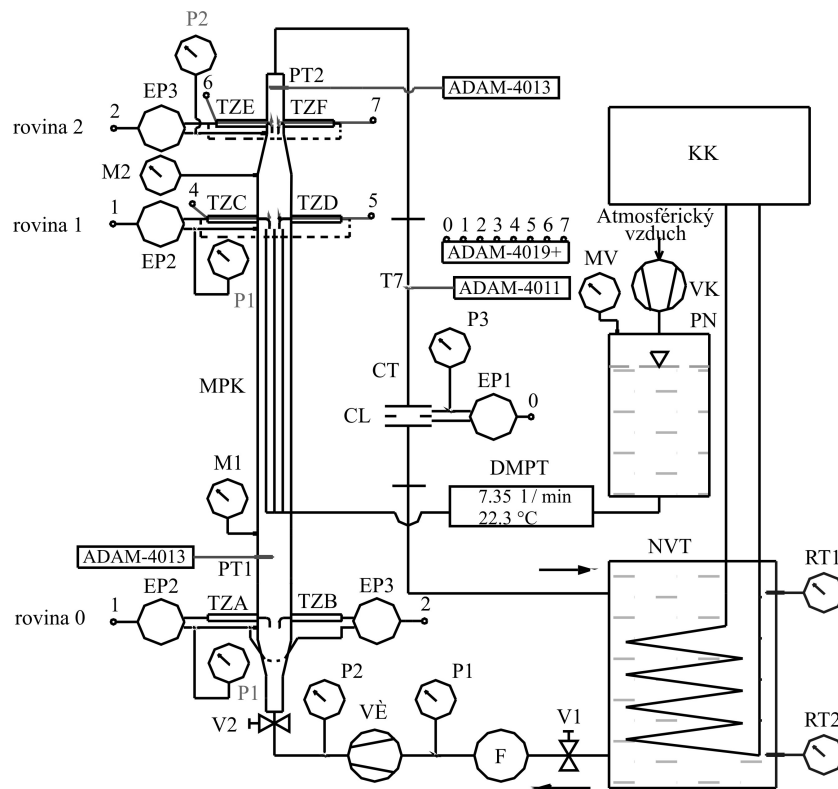 P2
PT2
ADAM-4013
EP3
6
TZE
TZF
7
2
rovina 2
KK
M2
4
TZC
TZD
5
1
rovina 1
EP2
P1
0 1 2 3 4 5 6 7
ADAM-4019+
Atmosférický
vzduch
MV
VK
T7
ADAM-4011
PN
P3
MPK
CT
EP1
0
CL
M1
DMPT
7.35 l / min
22.3 °C
ADAM-4013
PT1
NVT
RT1
EP2
TZA
TZB
EP3
1
2
rovina 0
P1
P2
P1
V2
VÈ
F
V1
RT2